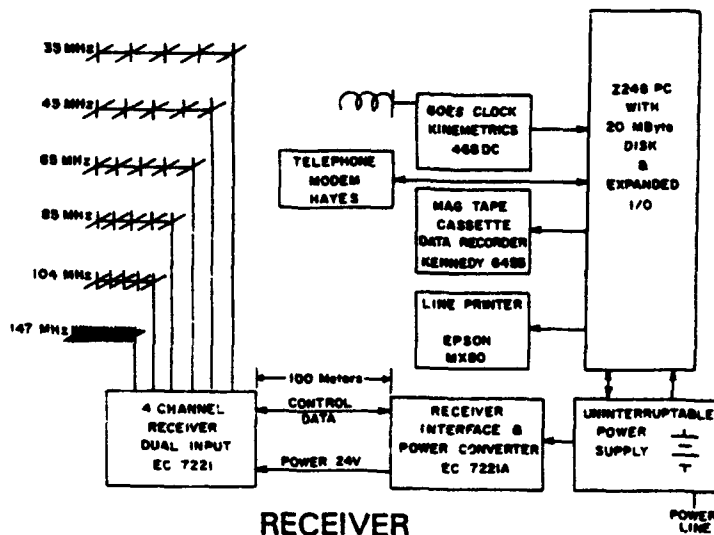 35 MHz
45 MHz
65 MHz
85 MHz
104 MHz
147 MHz
GOES CLOCK
KINEMETRICS
468 DC
TELEPHONE
MODEM
HAYES
MAG TAPE
CASSETTE
DATA RECORDER
KENNEDY 6455
LINE PRINTER
EPSON
MX80
Z248 PC
WITH
20 MByte
DISK
&
EXPANDED
I/O
4 CHANNEL
RECEIVER
DUAL INPUT
EC 7221
100 Meters
CONTROL
DATA
POWER 24V
RECEIVER
INTERFACE &
POWER CONVERTER
EC 7221A
UNINTERRUPTABLE
POWER
SUPPLY
POWER
LINE
RECEIVER